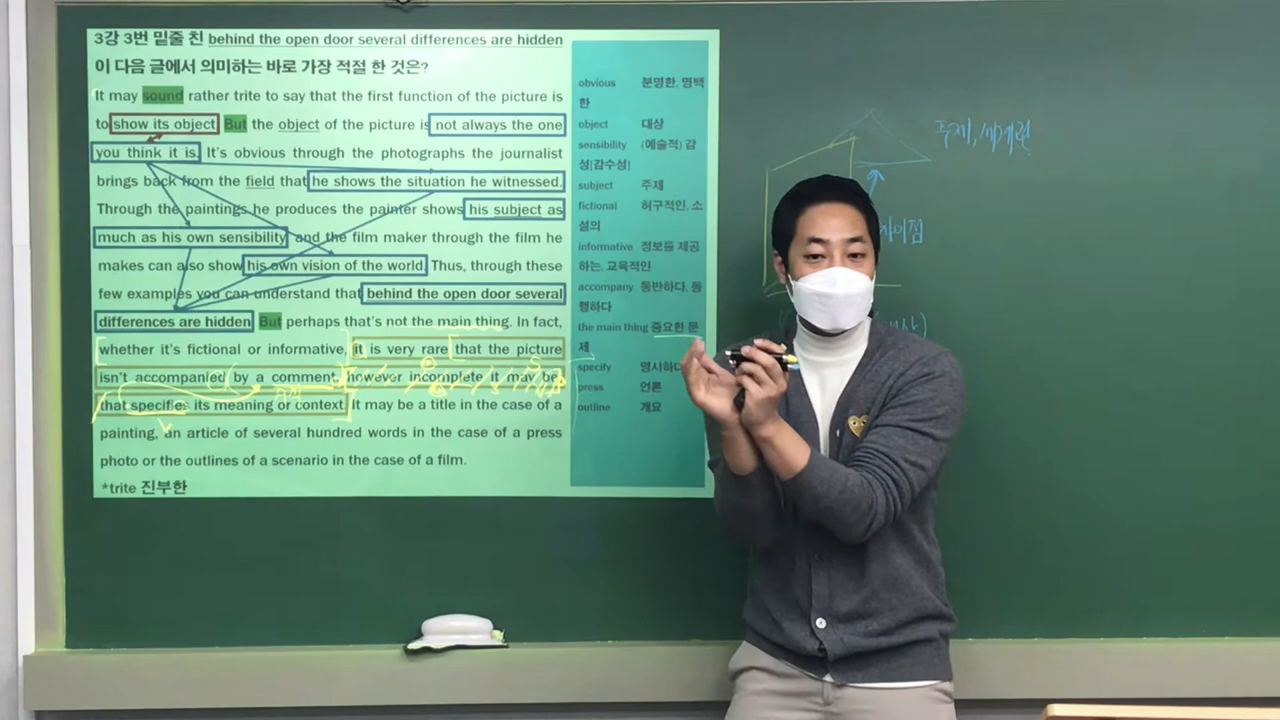 3강 3번 밑줄 친 behind the open door several differences are hidden
이 다음 글에서 의미하는 바로 가장 적절 한 것은?
It may sound rather trite to say that the first function of the picture is
to show its object But the object of the picture is not always the one
you think it is. It's obvious through the photographs the journalist
brings back from the field that he shows the situation he witnessed.
Through the paintings he produces the painter shows his subject as
much as his own sensibility and the film maker through the film he
makes can also show his own vision of the world. Thus, through these
few examples you can understand that behind the open door several
differences are hidden But perhaps that's not the main thing. In fact,
whether it's fictional or informative, it is very rare that the picture
isn't accompanied by a comment, however incomplete it may be
that specifies its meaning or context It may be a title in the case of a
painting, an article of several hundred words in the case of a press
photo or the outlines of a scenario in the case of a film.
*trite 진부한
obvious 분명한, 명백
한
object 대상
sensibility (예술적) 감
성[감수성]
subject 주제
fictional 허구적인, 소
설의
informative 정보를 제공
하는, 교육적인
accompany 동반하다, 동
행하다
the main thing 중요한 문
제
specify 명시하다
press 언론
outline 개요
주제, 세계관
차이점